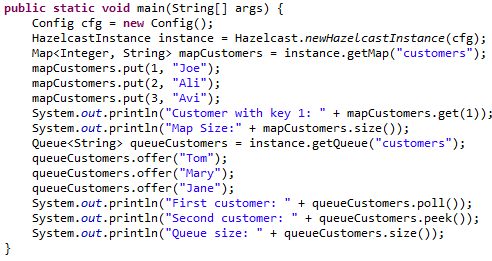 public static void main(String[] args) {
    Config cfg = new Config();
    HazelcastInstance instance = Hazelcast.newHazelcastInstance(cfg);
    Map<Integer, String> mapCustomers = instance.getMap("customers");
    mapCustomers.put(1, "Joe");
    mapCustomers.put(2, "Ali");
    mapCustomers.put(3, "Avi");
    System.out.println("Customer with key 1: " + mapCustomers.get(1));
    System.out.println("Map Size:" + mapCustomers.size());
    Queue<String> queueCustomers = instance.getQueue("customers");
    queueCustomers.offer("Tom");
    queueCustomers.offer("Mary");
    queueCustomers.offer("Jane");
    System.out.println("First customer: " + queueCustomers.poll());
    System.out.println("Second customer: " + queueCustomers.peek());
    System.out.println("Queue size: " + queueCustomers.size());
}